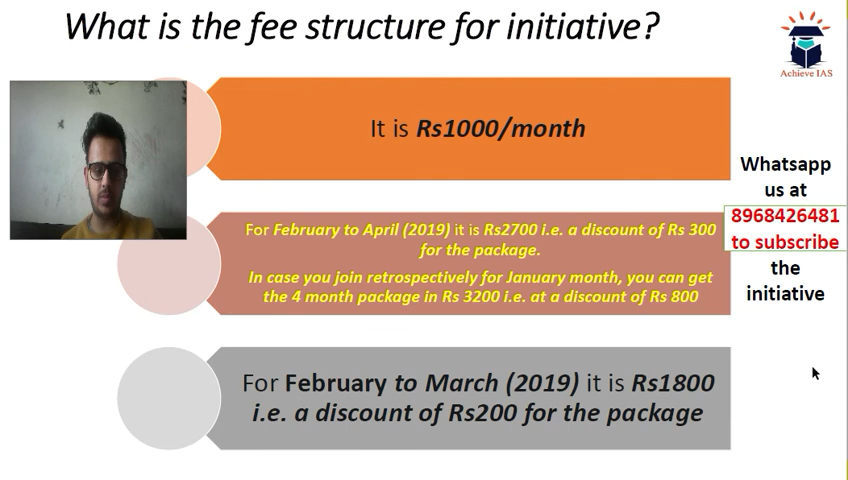 What is the fee structure for initiative?
Achieve IAS
It is Rs1000/month
For February to April (2019) it is Rs2700 i.e. a discount of Rs 300
for the package.
In case you join retrospectively for January month, you can get
the 4 month package in Rs 3200 i.e. at a discount of Rs 800
For February to March (2019) it is Rs1800
i.e. a discount of Rs200 for the package
Whatsapp
us at
8968426481
to subscribe
the
initiative